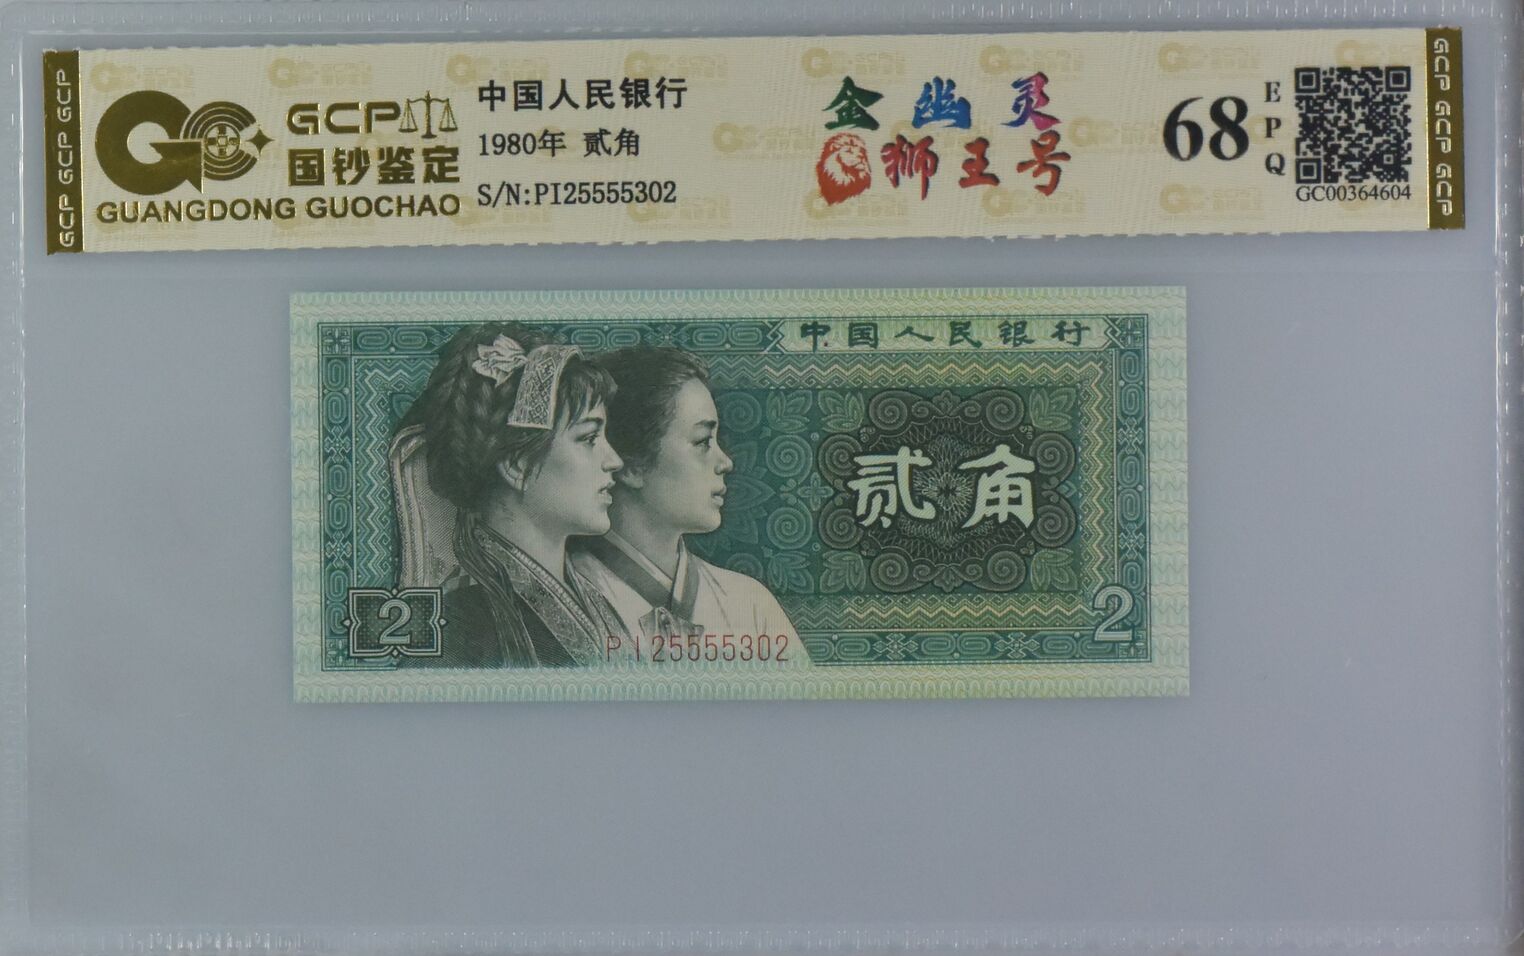 GCP GCP GCP
GCP
国钞鉴定
GUANGDONG GUOCHAO
中国人民银行
1980年 贰角
S/N:PI25555302
金幽灵
狮王号
68
EPQ
GC00364604
GCP GCP GCP
中国人民银行
贰角
2
2
PI25555302